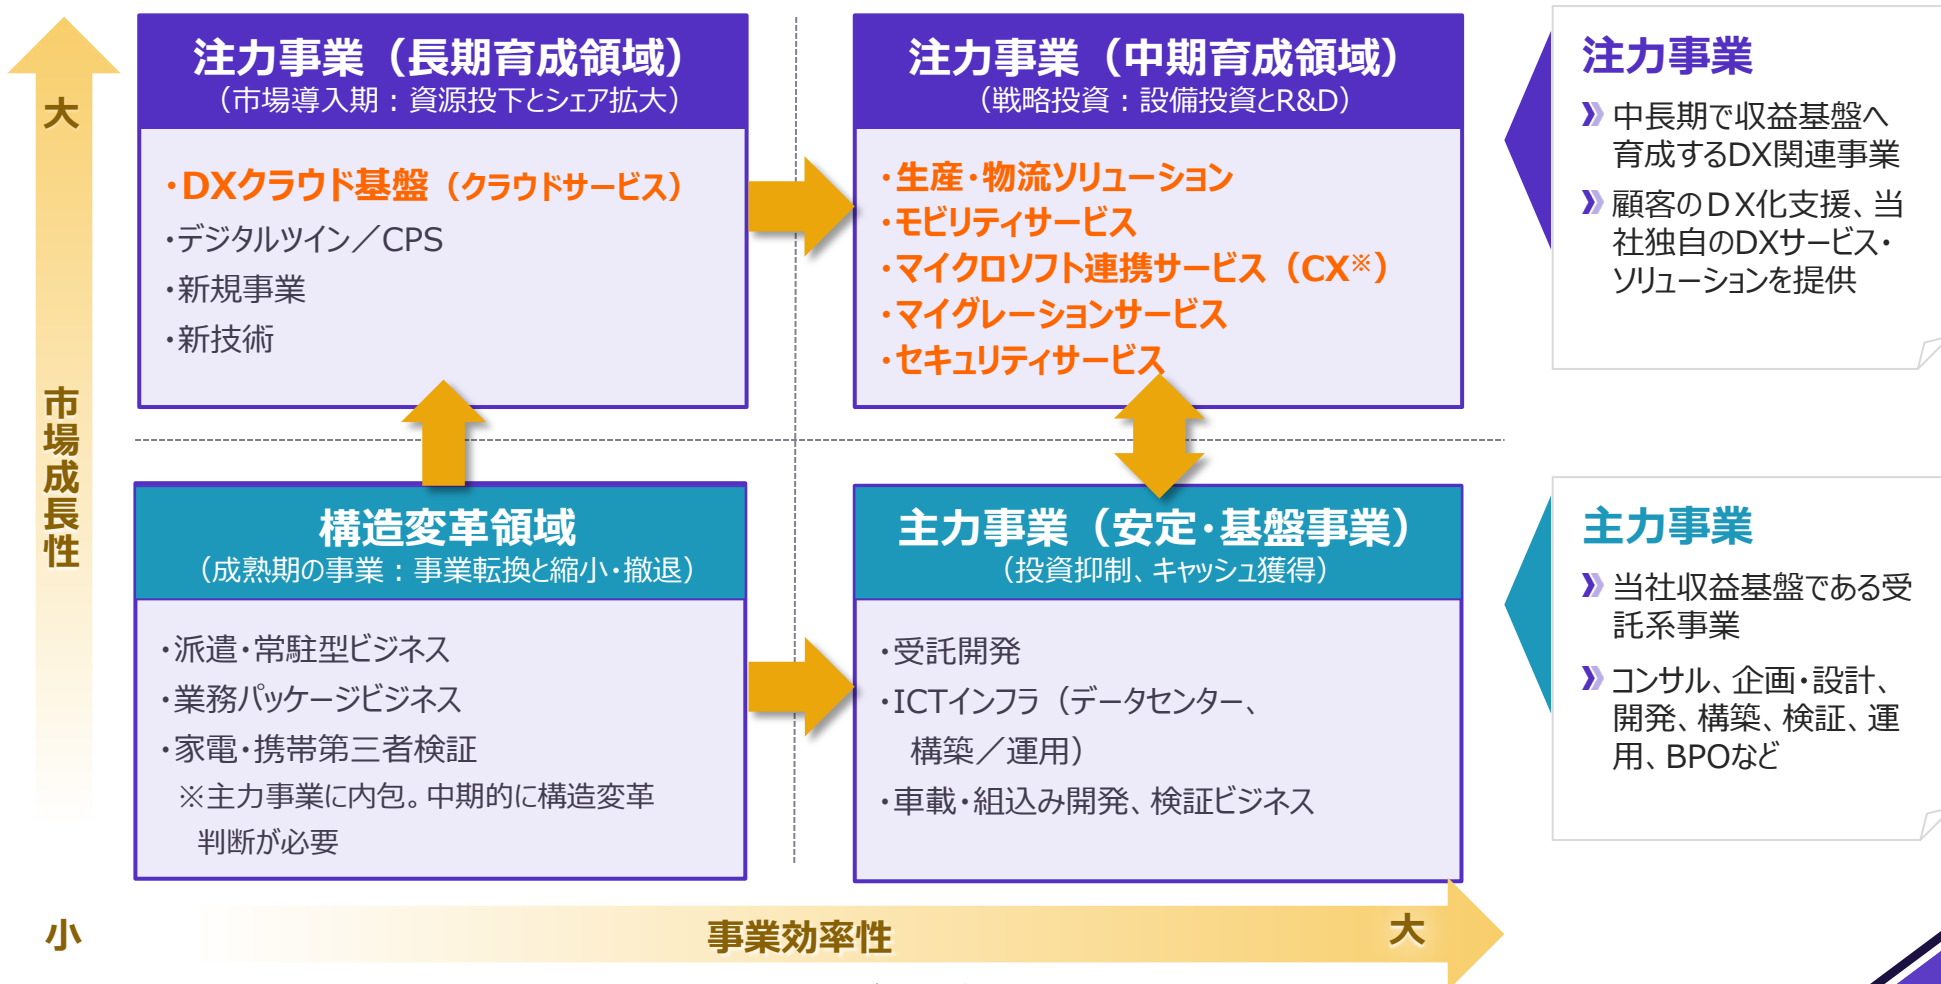 大
市場成長性
小
注力事業（長期育成領域）
（市場導入期：資源投下とシェア拡大）
・DXクラウド基盤（クラウドサービス）
・デジタルツイン／CPS
・新規事業
・新技術
注力事業（中期育成領域）
（戦略投資：設備投資とR&D）
・生産・物流ソリューション
・モビリティサービス
・マイクロソフト連携サービス（CX※）
・マイグレーションサービス
・セキュリティサービス
注力事業
中長期で収益基盤へ
育成するDX関連事業
顧客のＤX化支援、当
社独自のDXサービス・
ソリューションを提供
構造変革領域
（成熟期の事業：事業転換と縮小・撤退）
・派遣・常駐型ビジネス
・業務パッケージビジネス
・家電・携帯第三者検証
※主力事業に内包。中期的に構造変革
判断が必要
主力事業（安定・基盤事業）
（投資抑制、キャッシュ獲得）
・受託開発
・ICTインフラ（データセンター、
構築／運用）
・車載・組込み開発、検証ビジネス
主力事業
当社収益基盤である受
託系事業
コンサル、企画・設計、
開発、構築、検証、運
用、BPOなど
事業効率性
大